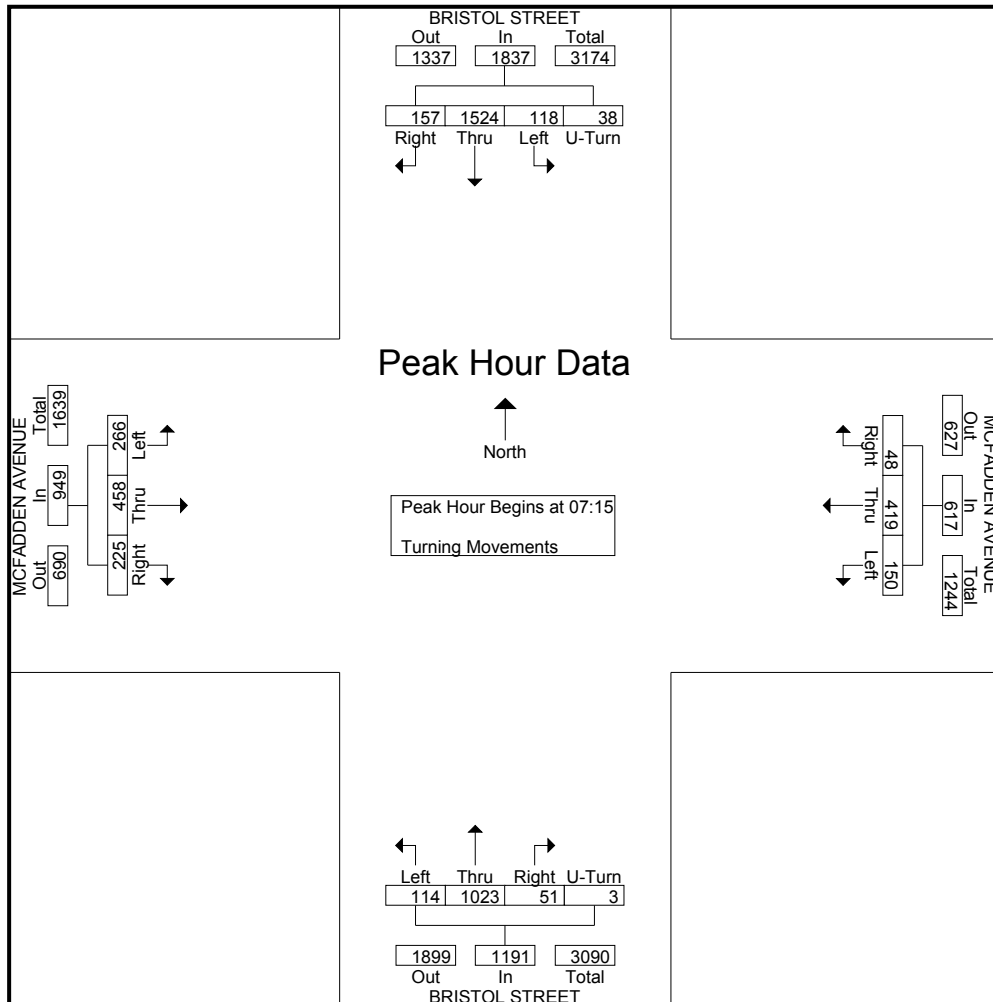 BRISTOL STREET
Out In Total
1337 1837 3174
157 1524 118 38
Right Thru Left U-Turn
Peak Hour Data
North
Peak Hour Begins at 07:15
Turning Movements
MCFADDEN AVENUE
Out In Total
690 949 1639
Right Thru Left
225 458 266
MCFADDEN AVENUE
Out In Total
627 617 1244
48 419 150
Right Thru Left
Left Thru Right U-Turn
114 1023 51 3
1899 1191 3090
Out In Total
BRISTOL STREET